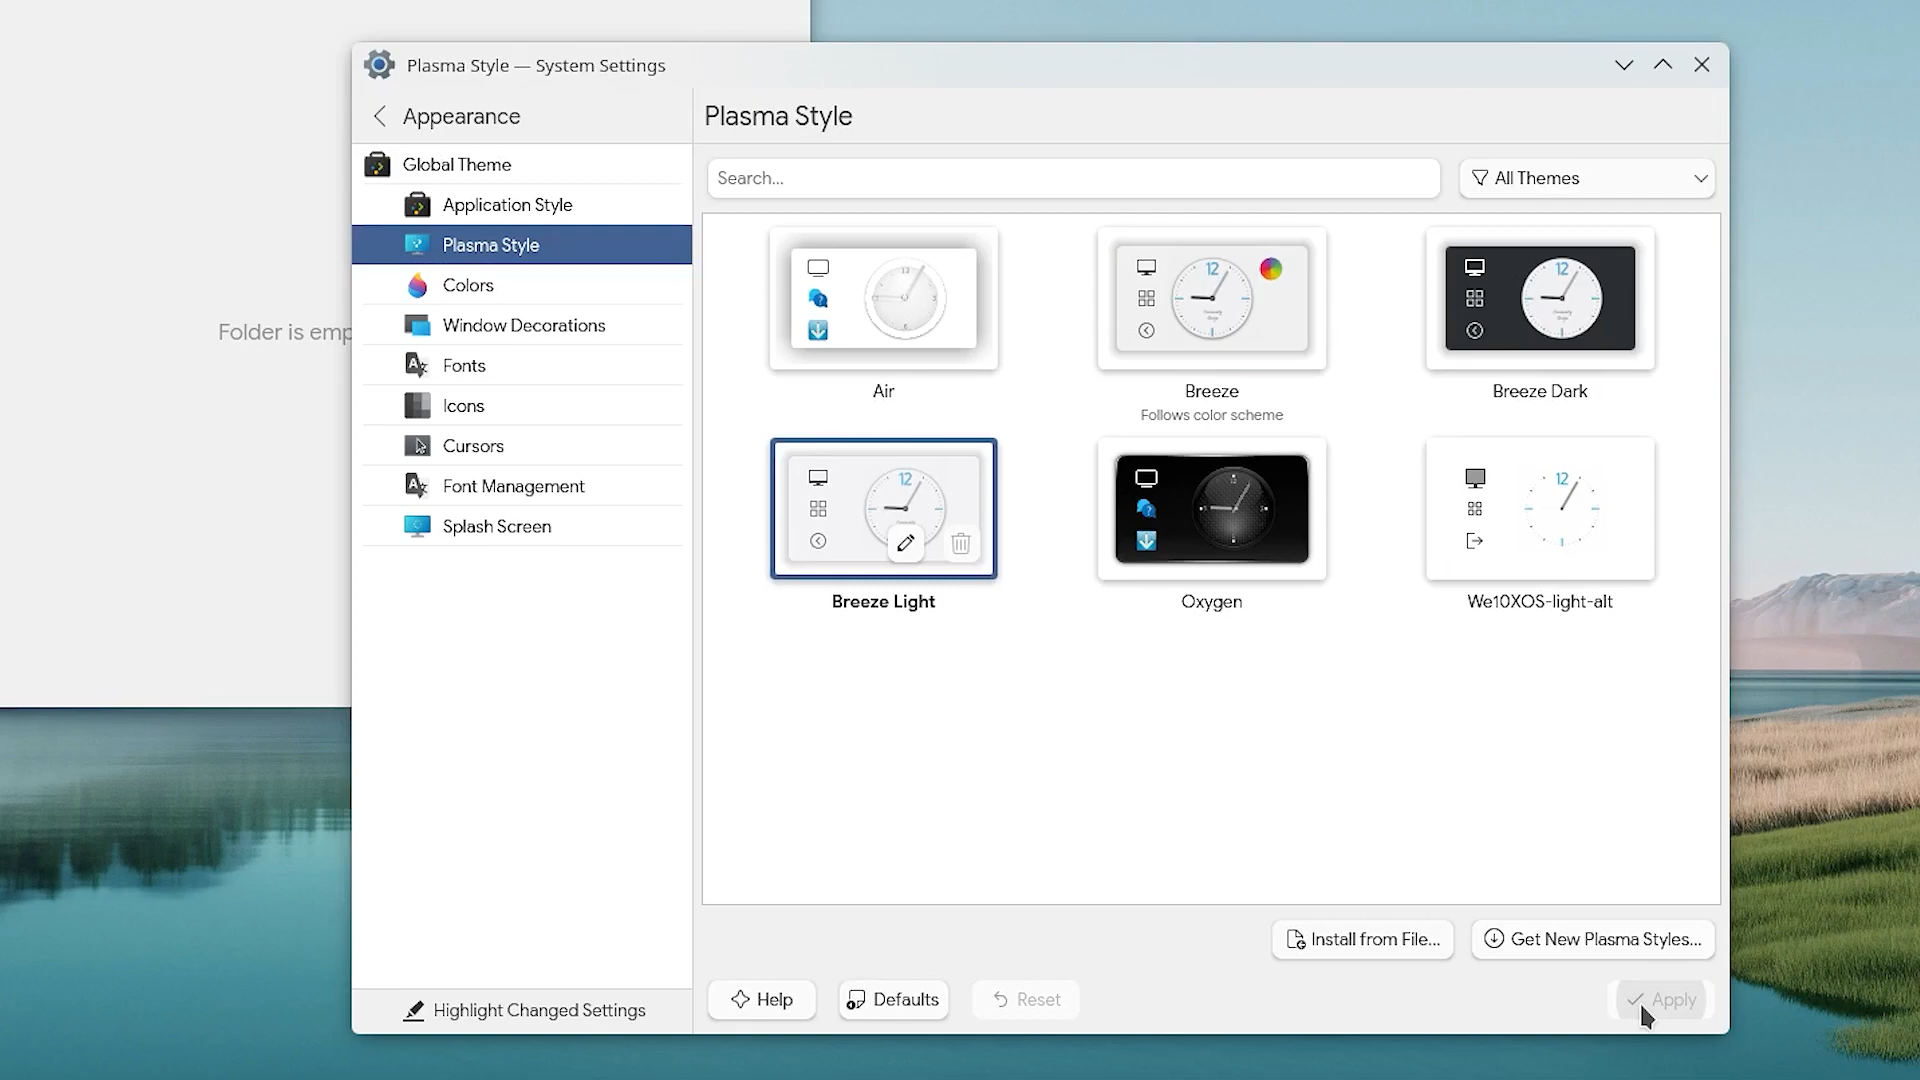 Folder is emp
Plasma Style — System Settings
Appearance
Plasma Style
Global Theme
Application Style
Plasma Style
Colors
Window Decorations
Fonts
Icons
Cursors
Font Management
Splash Screen
Highlight Changed Settings
Search...
All Themes
12
12
12
Air
Breeze
Follows color scheme
Breeze Dark
12
12
Breeze Light
Oxygen
We10XOS-light-alt
Install from File...
Get New Plasma Styles...
Help
Defaults
Reset
Apply